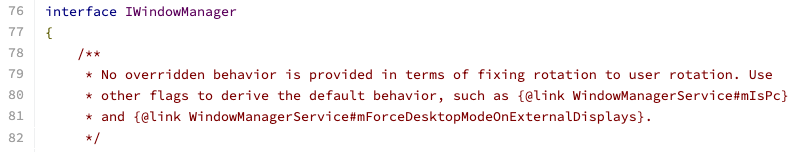 76 interface IWindowManager
77 {
78 /**
79 * No overridden behavior is provided in terms of fixing rotation to user rotation. Use
80 * other flags to derive the default behavior, such as {@link WindowManagerService#mIsPc}
81 * and {@link WindowManagerService#mForceDesktopModeOnExternalDisplays}.
82 */